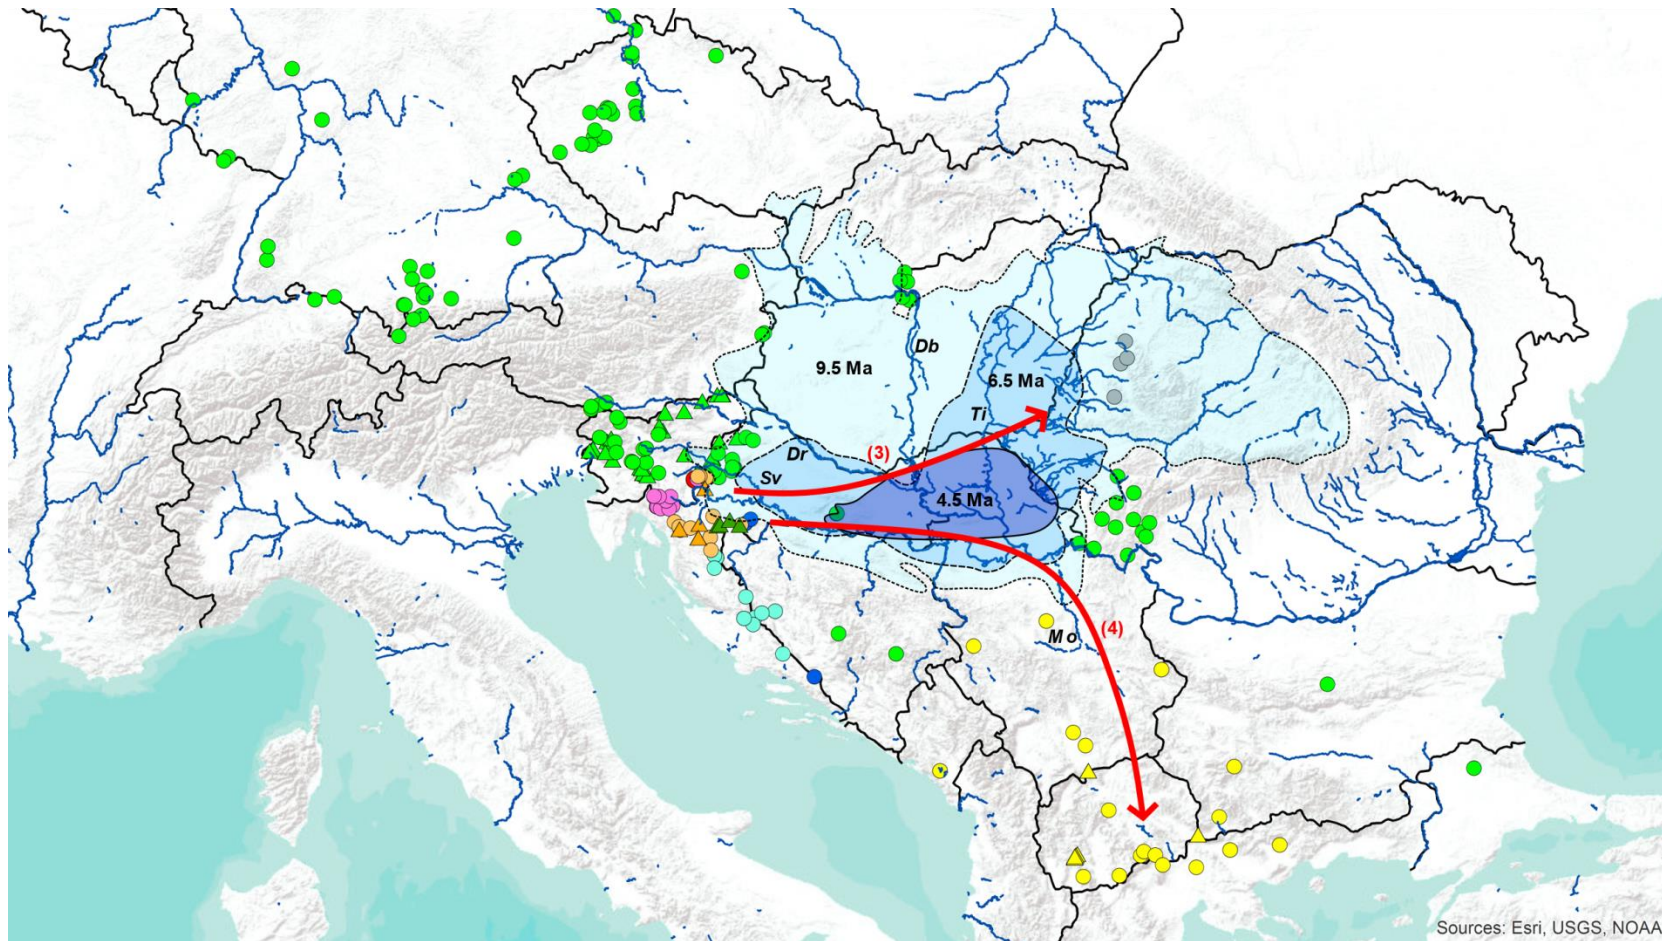 Db
9.5 Ma
6.5 Ma
Ti
(3)
Dr
Sv
4.5 Ma
Mo
(4)
Sources: Esri, USGS, NOAA